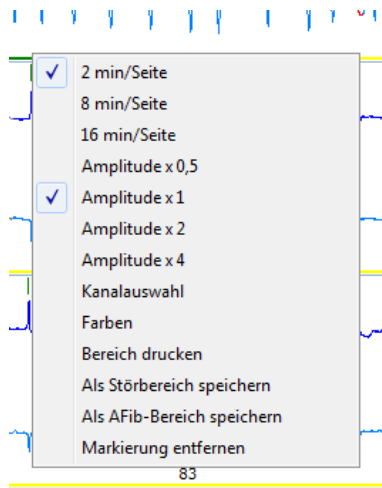 2 min/Seite
8 min/Seite
16 min/Seite
Amplitude x 0,5
Amplitude x 1
Amplitude x 2
Amplitude x 4
Kanalauswahl
Farben
Bereich drucken
Als Störbereich speichern
Als AFib-Bereich speichern
Markierung entfernen
83